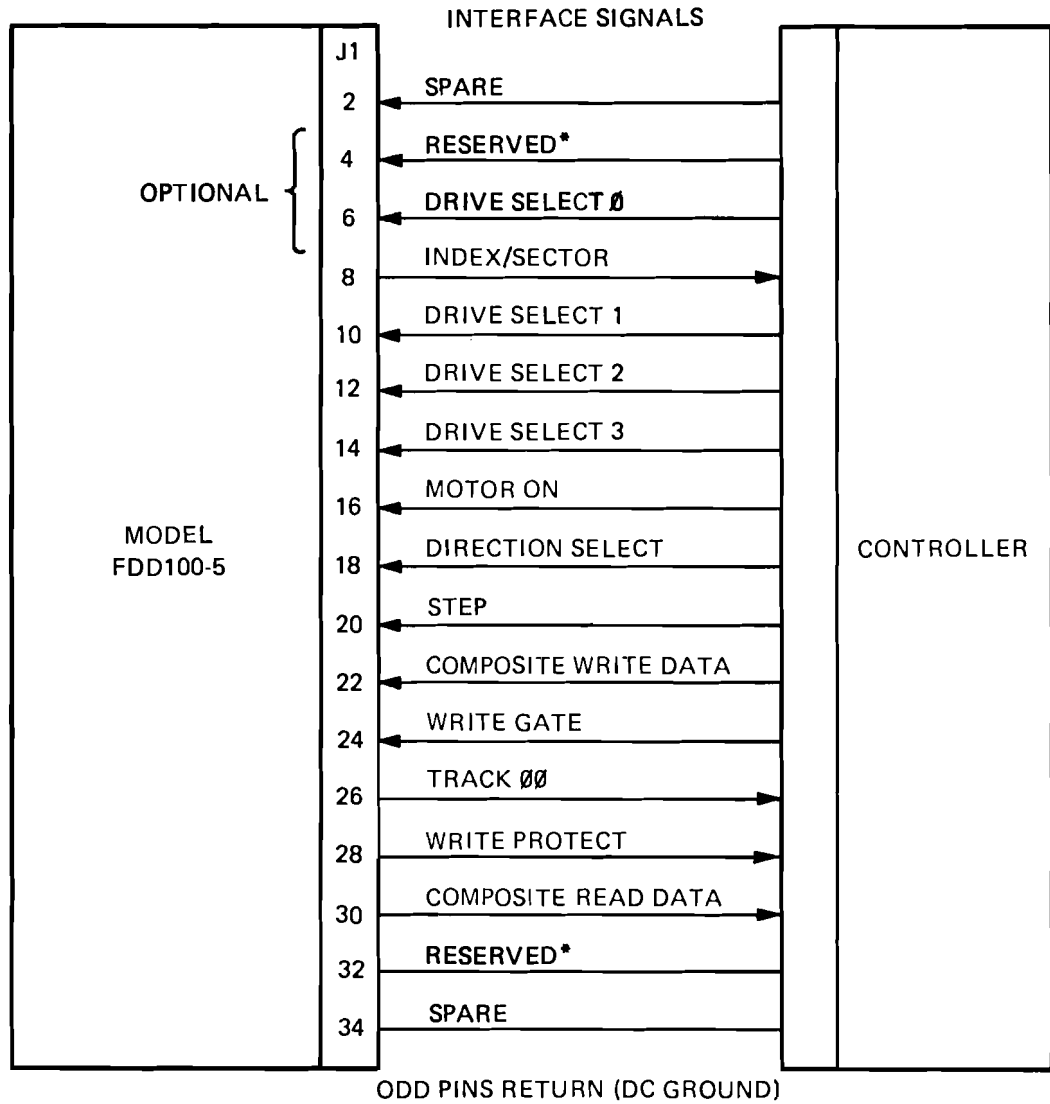 INTERFACE SIGNALS
J1
2 SPARE
4 RESERVED*
OPTIONAL
6 DRIVE SELECT Ø
8 INDEX/SECTOR
10 DRIVE SELECT 1
12 DRIVE SELECT 2
14 DRIVE SELECT 3
16 MOTOR ON
MODEL
FDD100-5
18 DIRECTION SELECT
CONTROLLER
20 STEP
22 COMPOSITE WRITE DATA
24 WRITE GATE
26 TRACK ØØ
28 WRITE PROTECT
30 COMPOSITE READ DATA
32 RESERVED*
34 SPARE
ODD PINS RETURN (DC GROUND)